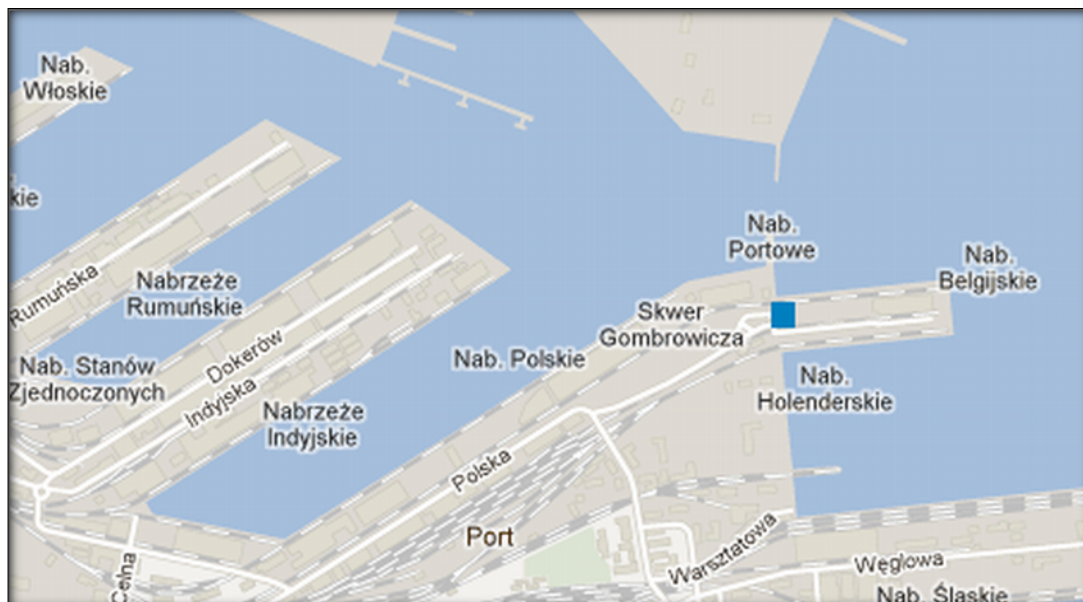 Nab.
Włoskie
kie
Rumuńska
Nabrzeże
Rumuńskie
Nab. Stanów
Zjednoczonych
Dokerów
Indyjska
Nabrzeże
Indyjskie
Nab. Polskie
Skwer
Gombrowicza
Nab.
Portowe
Nab.
Belgijskie
Nab.
Holenderskie
Polska
Port
Celna
Warsztatowa
Węglowa
Nab. Śląskie